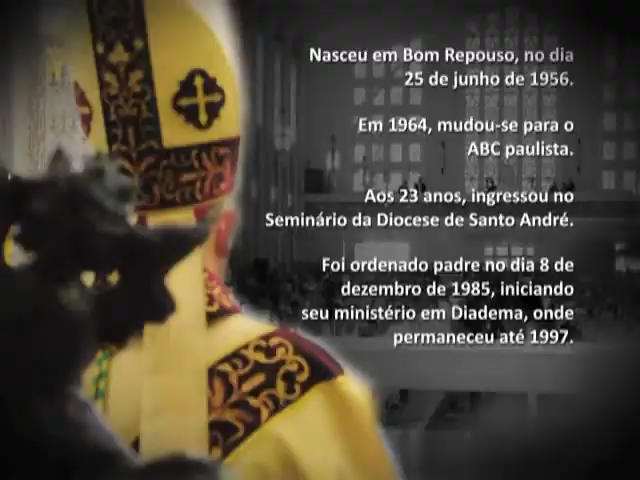 Nasceu em Bom Repouso, no dia
25 de junho de 1956.
Em 1964, mudou-se para o
ABC paulista.
Aos 23 anos, ingressou no
Seminário da Diocese de Santo André.
Foi ordenado padre no dia 8 de
dezembro de 1985, iniciando
seu ministério em Diadema, onde
permaneceu até 1997.